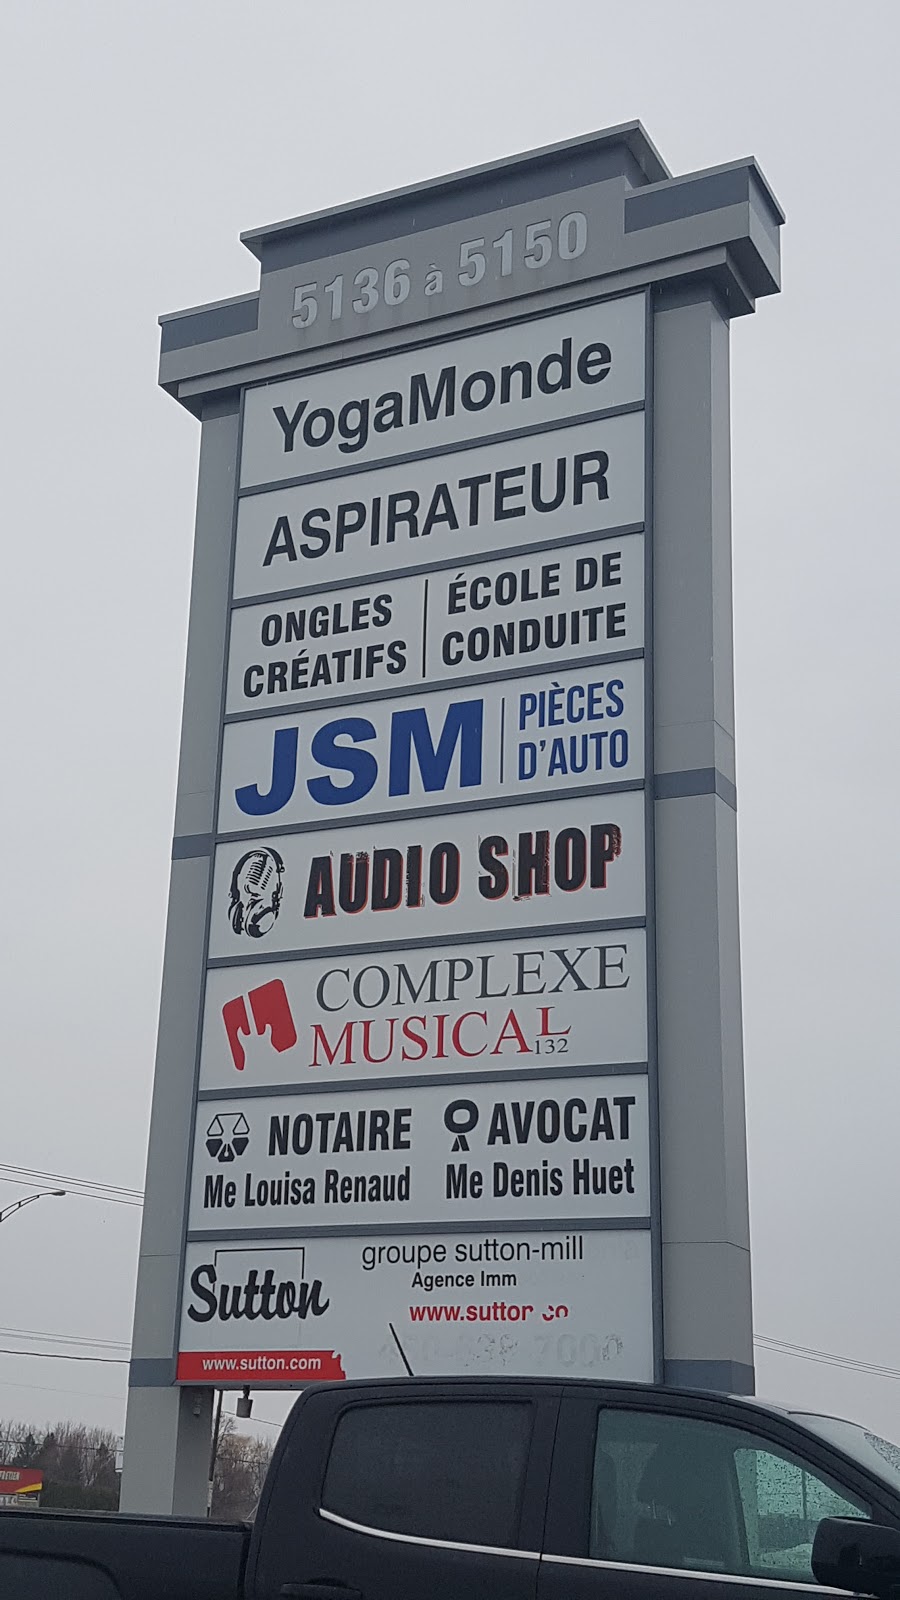 5136 à 5150
YogaMonde
ASPIRATEUR
ONGLES
CRÉATIFS
ÉCOLE DE
CONDUITE
JSM
PIÈCES
D'AUTO
AUDIO SHOP
COMPLEXE
MUSICAL
132
NOTAIRE
Me Louisa Renaud
AVOCAT
Me Denis Huet
Sutton
www.sutton.com
groupe sutton-mill
Agence Imm